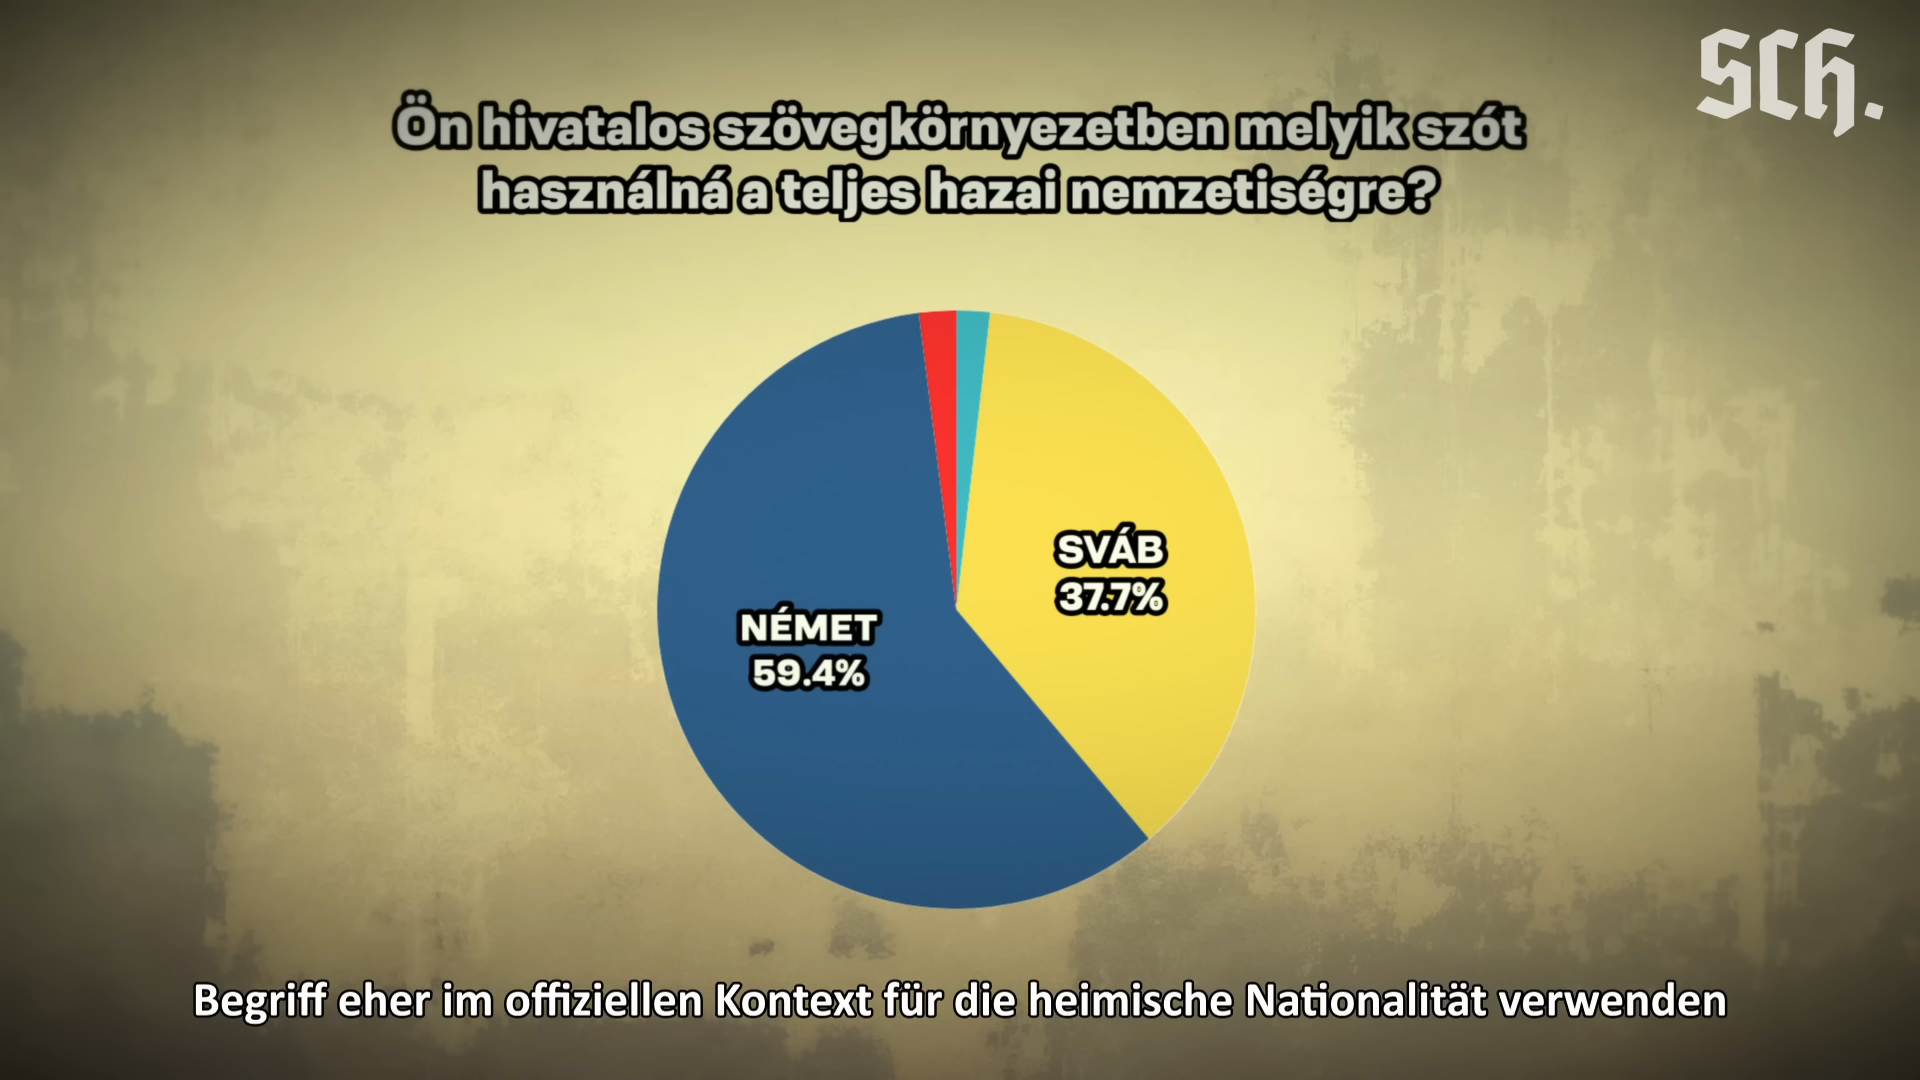 sch.
Ön hivatalos szövegkörnyezetben melyik szót
használná a teljes hazai nemzetiségre?
SVÁB
37.7%
NÉMET
59.4%
Begriff eher im offiziellen Kontext für die heimische Nationalität verwenden